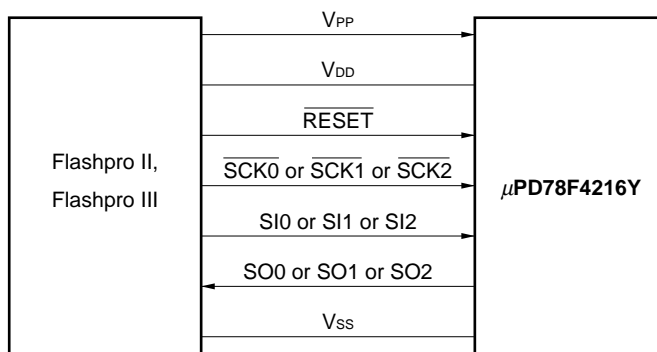 VPP
VDD
RESET
Flashpro II,
Flashpro III
SCK0 or SCK1 or SCK2
μPD78F4216Y
SI0 or SI1 or SI2
SO0 or SO1 or SO2
VSS